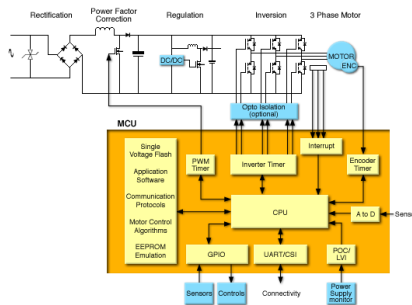 Rectification
Power Factor
Correction
Regulation
Inversion
3 Phase Motor
DC/DC
MOTOR
ENC
Opto Isolation
(optional)
MCU
Single
Voltage Flash
Application
Software
Communication
Protocols
Motor Control
Algorithms
EEPROM
Emulation
PWM
Timer
Inverter Timer
Interrupt
Encoder
Timer
CPU
A to D
Sense
GPIO
UART/CSI
POC/
LVI
Sensors
Controls
Connectivity
Power
Supply
monitor